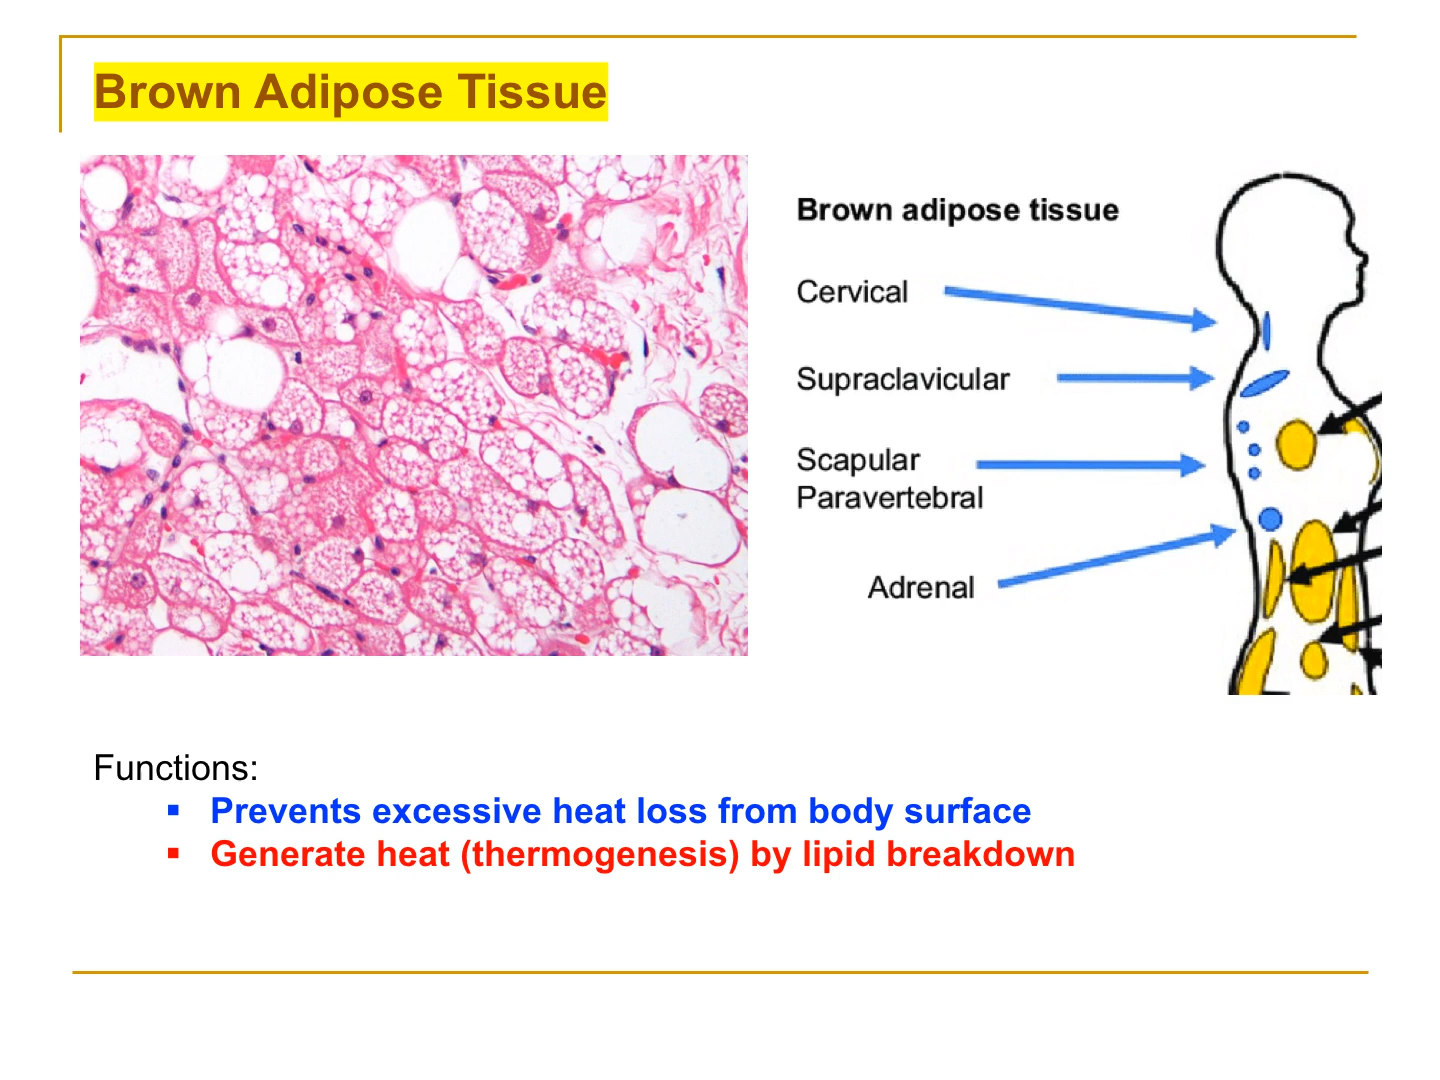 Brown Adipose Tissue
Brown adipose tissue
Cervical
Supraclavicular
Scapular
Paravertebral
Adrenal
Functions:
▪ Prevents excessive heat loss from body surface
▪ Generate heat (thermogenesis) by lipid breakdown